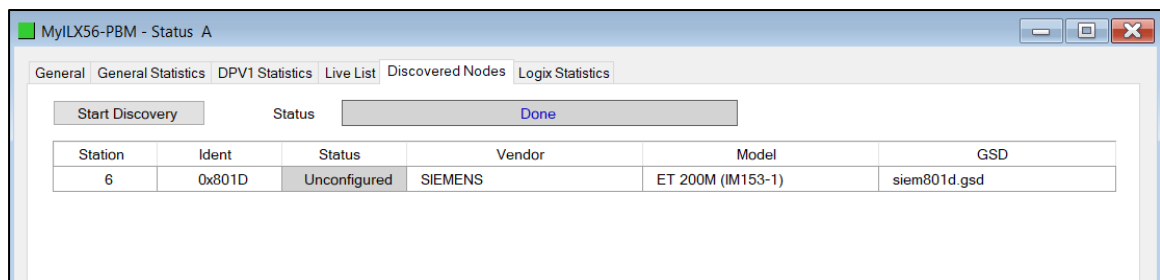 MyILX56-PBM - Status A
General General Statistics DPV1 Statistics Live List Discovered Nodes Logix Statistics
Start Discovery Status Done
Station Ident Status Vendor Model GSD
6 0x801D Unconfigured SIEMENS ET 200M (IM153-1) siem801d.gsd